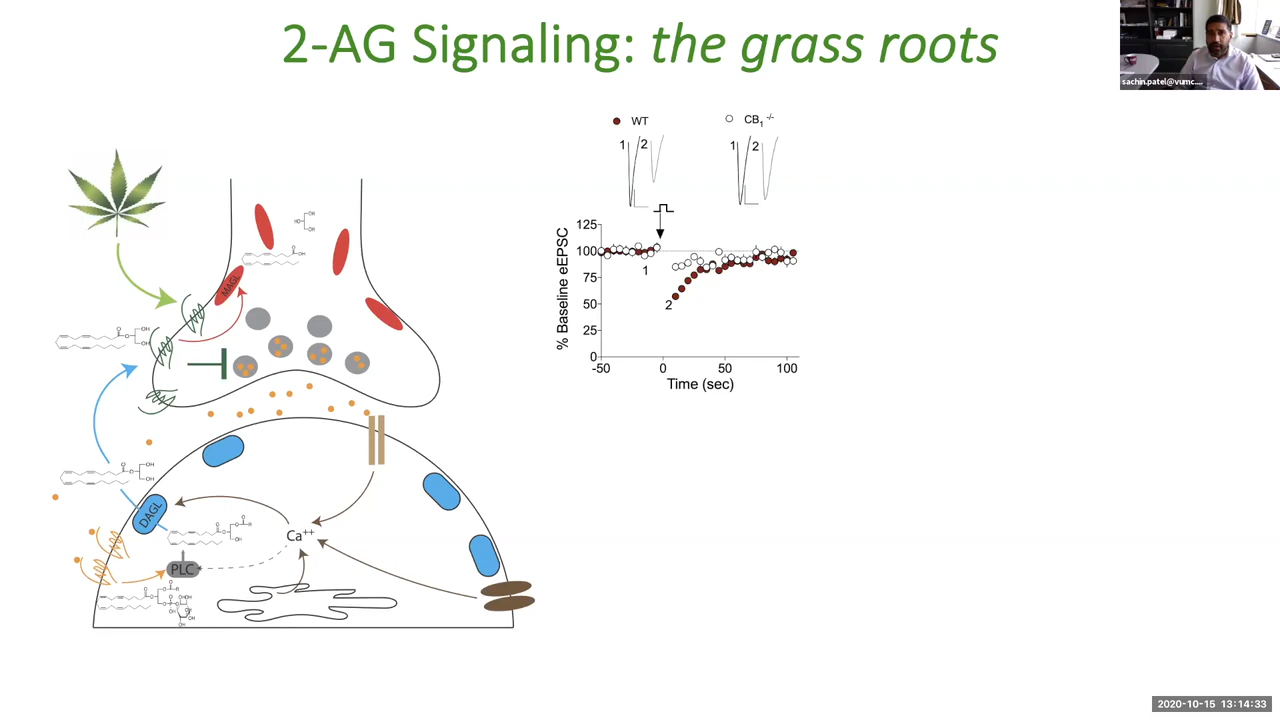 2-AG Signaling: the grass roots
sachin.patel@vumc....
WT
CB1 -/-
1 2
1 2
125
100
75
50
25
0
% Baseline eEPSC
1
2
-50 0 50 100
Time (sec)
MAGL
DAGL
Ca++
PLC
2020-10-15 13:14:33